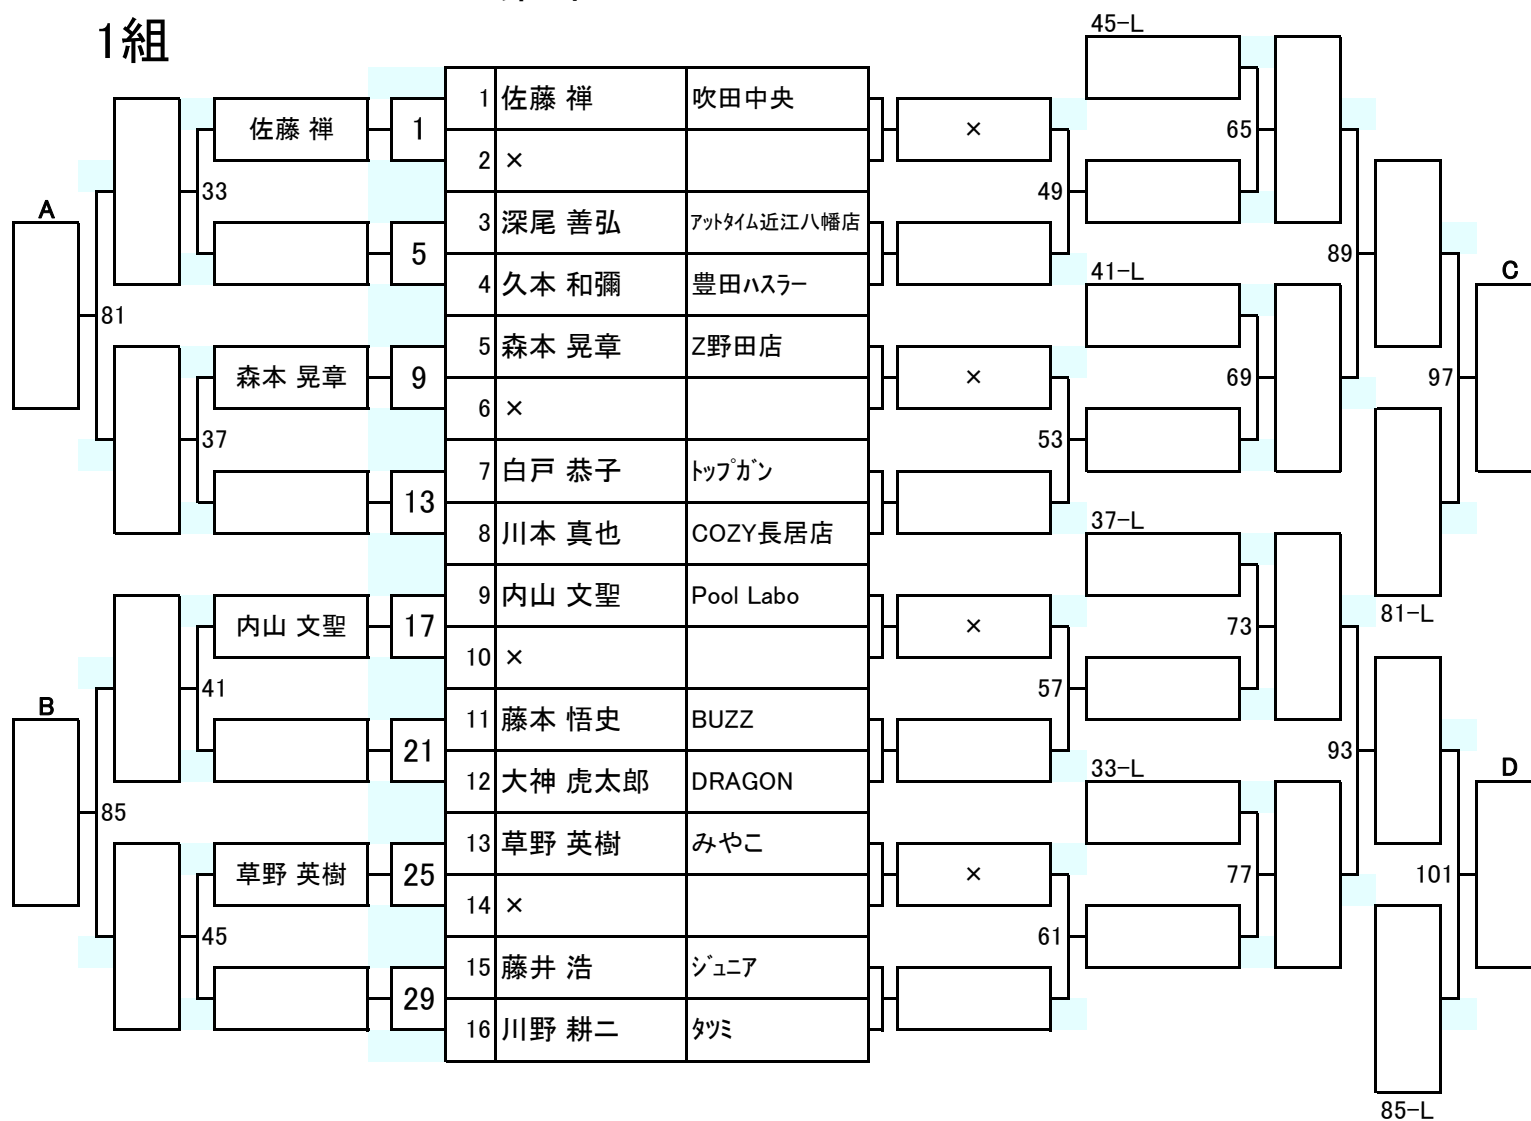 1組
45-L
1 佐藤 禅 吹田中央
佐藤 禅 1 × 65
2 ×
33 49
A 3 深尾 善弘 アットタイム近江八幡店
5 89
4 久本 和彌 豊田ハスラー 41-L C
81
5 森本 晃章 Z野田店
森本 晃章 9 × 69 97
6 ×
37 53
7 白戸 恭子 トップガン
13
8 川本 真也 COZY長居店 37-L
9 内山 文聖 Pool Labo 81-L
内山 文聖 17 × 73
10 ×
41 57
B 11 藤本 悟史 BUZZ
21 93
12 大神 虎太郎 DRAGON 33-L D
85
13 草野 英樹 みやこ
草野 英樹 25 × 77 101
14 ×
45 61
15 藤井 浩 ジュニア
29
16 川野 耕二 タツミ
85-L